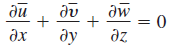 ∂u̅/∂x + ∂υ̅/∂y + ∂w̅/∂z = 0